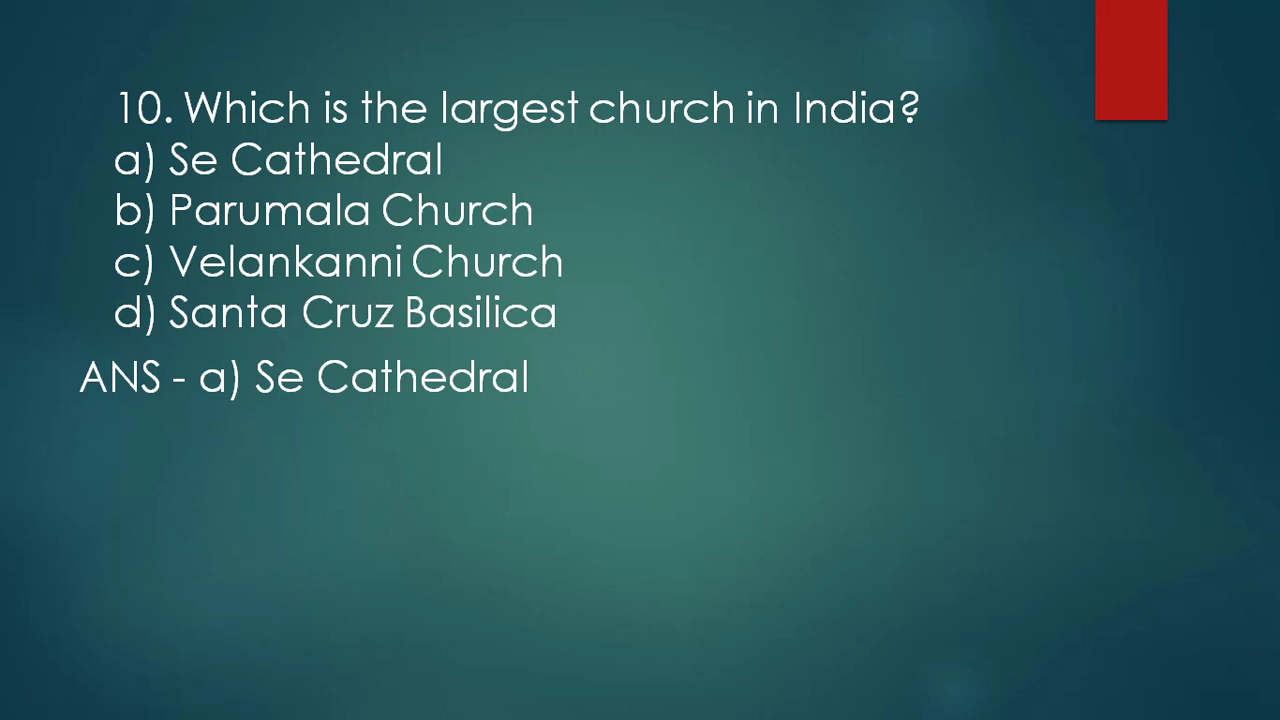 10. Which is the largest church in India?
a) Se Cathedral
b) Parumala Church
c) Velankanni Church
d) Santa Cruz Basilica
ANS - a) Se Cathedral